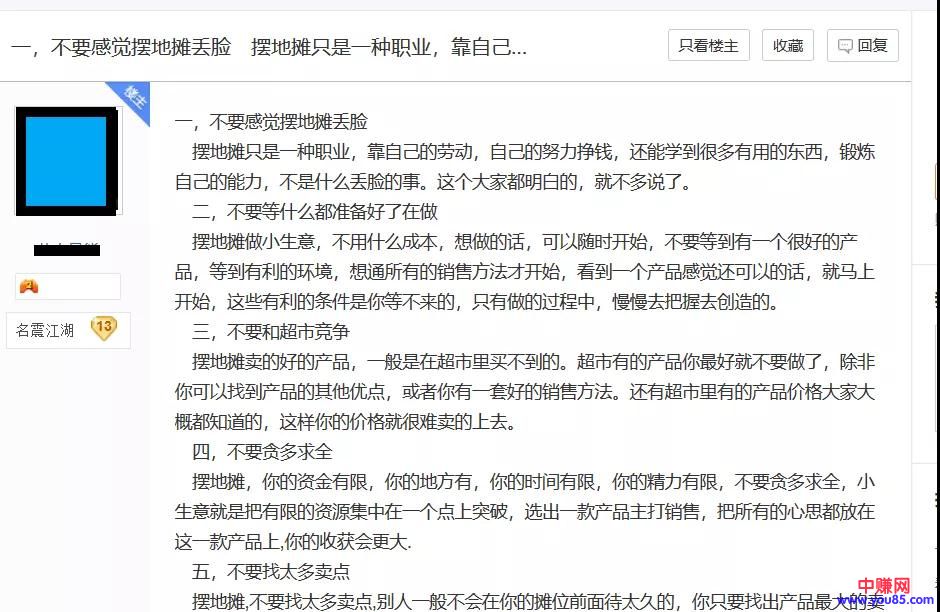 一，不要感觉摆地摊丢脸　摆地摊只是一种职业，靠自己...
只看楼主
收藏
回复
楼主
2
名震江湖
13
一，不要感觉摆地摊丢脸
摆地摊只是一种职业，靠自己的劳动，自己的努力挣钱，还能学到很多有用的东西，锻炼
自己的能力，不是什么丢脸的事。这个大家都明白的，就不多说了。
二，不要等什么都准备好了在做
摆地摊做小生意，不用什么成本，想做的话，可以随时开始，不要等到有一个很好的产
品，等到有利的环境，想通所有的销售方法才开始，看到一个产品感觉还可以的话，就马上
开始，这些有利的条件是你等不来的，只有做的过程中，慢慢去把握去创造的。
三，不要和超市竞争
摆地摊卖的好的产品，一般是在超市里买不到的。超市有的产品你最好就不要做了，除非
你可以找到产品的其他优点，或者你有一套好的销售方法。还有超市里有的产品价格大家大
概都知道的，这样你的价格就很难卖的上去。
四，不要贪多求全
摆地摊，你的资金有限，你的地方有，你的时间有限，你的精力有限，不要贪多求全，小
生意就是把有限的资源集中在一个点上突破，选出一款产品主打销售，把所有的心思都放在
这一款产品上,你的收获会更大.
五，不要找太多卖点
摆地摊,不要找太多卖点,别人一般不会在你的摊位前面待太久的，你只要找出产品最大的卖
中赚网
www.you85.com